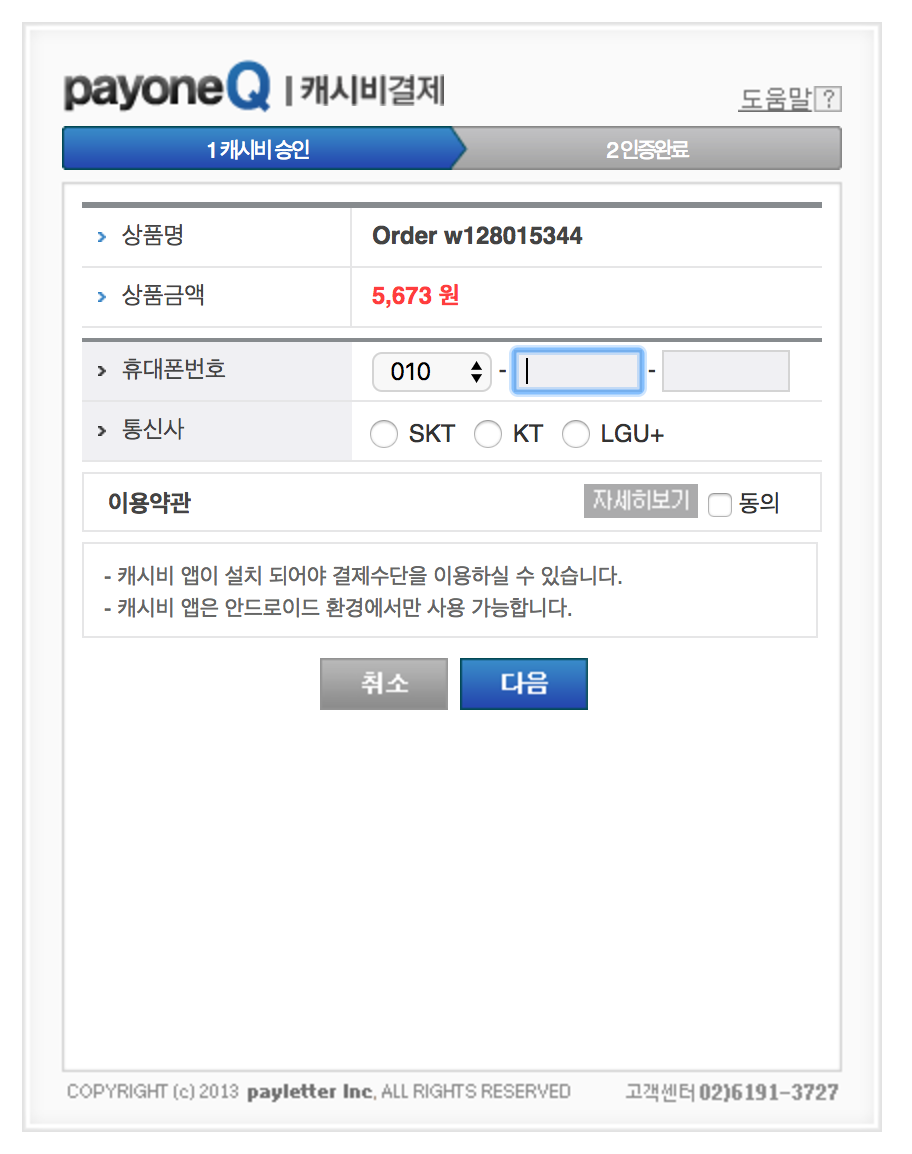 payoneQ | 캐시비결제
도움말 ?
1 캐시비 승인
2 인증완료
상품명
Order w128015344
상품금액
5,673 원
휴대폰번호
010 - -
통신사
SKT KT LGU+
이용약관
자세히보기 동의
- 캐시비 앱이 설치 되어야 결제수단을 이용하실 수 있습니다.
- 캐시비 앱은 안드로이드 환경에서만 사용 가능합니다.
취소 다음
COPYRIGHT (c) 2013 payletter Inc, ALL RIGHTS RESERVED
고객센터 02)6191-3727